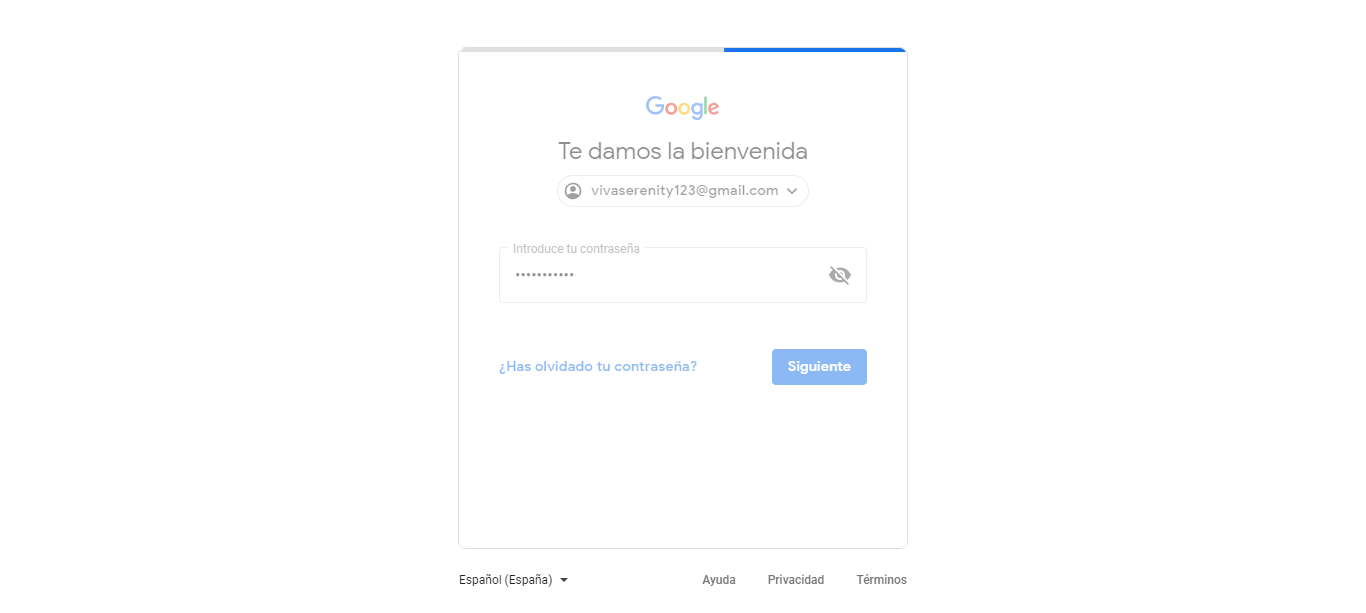 Google
Te damos la bienvenida
vivaserenity123@gmail.com
Introduce tu contraseña
•••••••••••
¿Has olvidado tu contraseña?
Siguiente
Español (España)
Ayuda Privacidad Términos